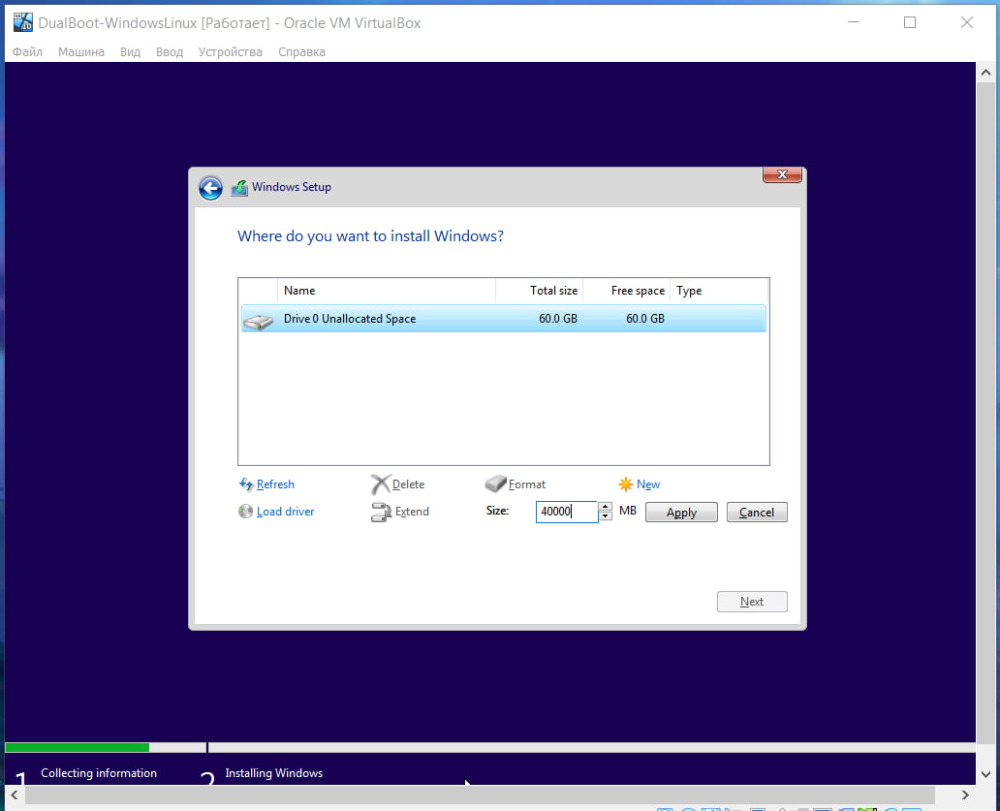 DualBoot-WindowsLinux [Работает] - Oracle VM VirtualBox
Файл Машина Вид Ввод Устройства Справка
Windows Setup
Where do you want to install Windows?
Name Total size Free space Type
Drive 0 Unallocated Space 60.0 GB 60.0 GB
Refresh Delete Format New
Load driver Extend Size: 40000 MB Apply Cancel
Next
1 Collecting information 2 Installing Windows